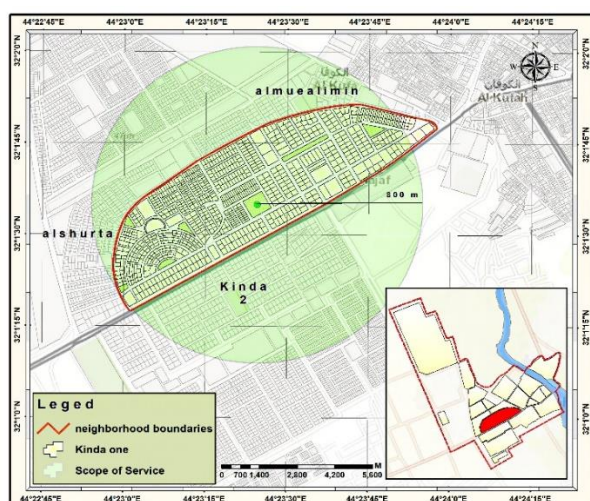 44°22'45"E 44°23'0"E 44°23'15"E 44°23'30"E 44°23'45"E 44°24'0"E 44°24'15"E
32°2'0"N
32°1'45"N
32°1'30"N
32°1'15"N
32°1'0"N
N
W E
S
الكوفان
Al-Kufah
almuealimin
800 m
alshurta
Kinda
2
Leged
neighborhood boundaries
Kinda one
Scope of Service
M
0 700 1,400 2,800 4,200 5,600
44°22'45"E 44°23'0"E 44°23'15"E 44°23'30"E 44°23'45"E 44°24'0"E 44°24'15"E